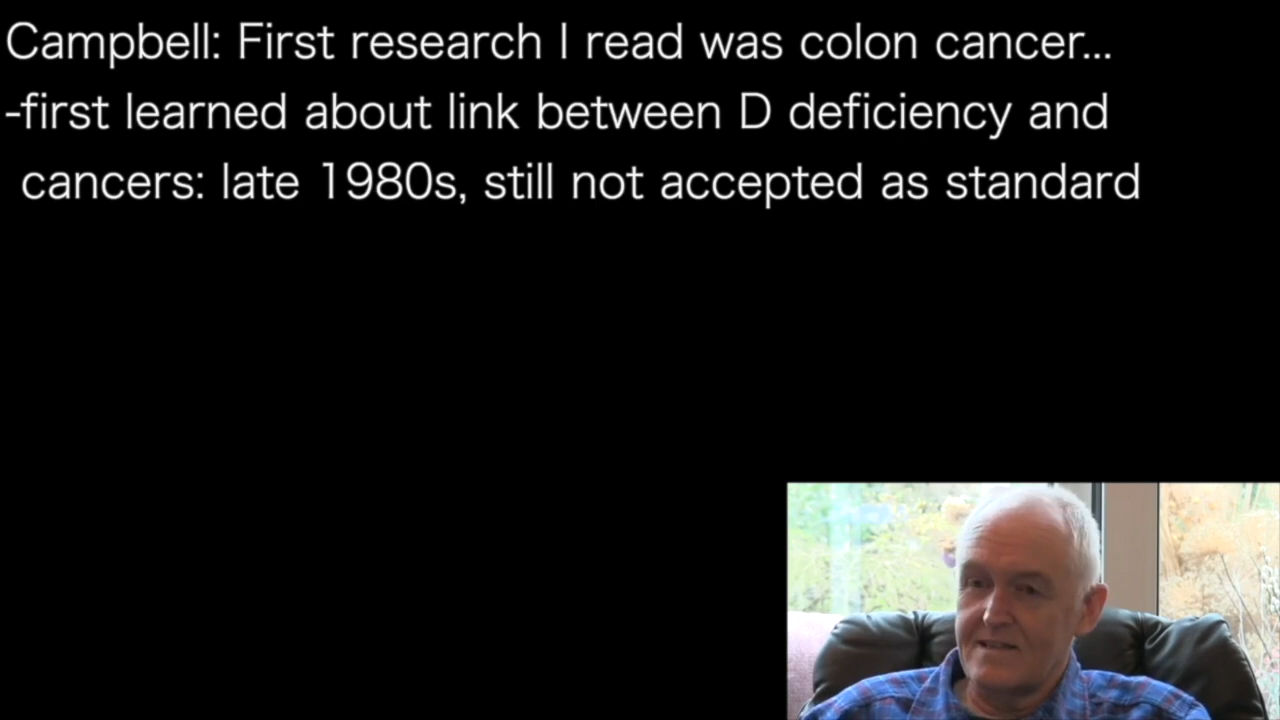 Campbell: First research I read was colon cancer...
-first learned about link between D deficiency and
cancers: late 1980s, still not accepted as standard